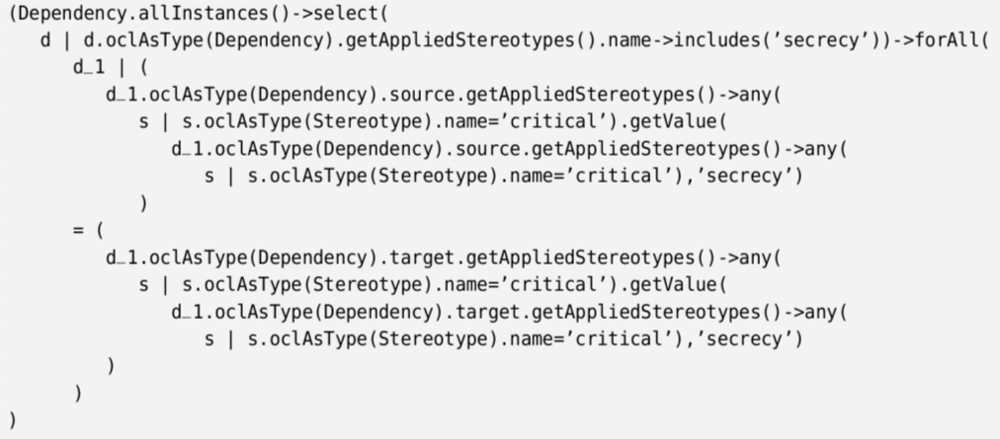 (Dependency.allInstances()->select(
   d | d.oclAsType(Dependency).getAppliedStereotypes().name->includes('secrecy'))->forAll(
      d_1 | (
         d_1.oclAsType(Dependency).source.getAppliedStereotypes()->any(
            s | s.oclAsType(Stereotype).name='critical').getValue(
               d_1.oclAsType(Dependency).source.getAppliedStereotypes()->any(
                  s | s.oclAsType(Stereotype).name='critical'),'secrecy')
            )
      = (
         d_1.oclAsType(Dependency).target.getAppliedStereotypes()->any(
            s | s.oclAsType(Stereotype).name='critical').getValue(
               d_1.oclAsType(Dependency).target.getAppliedStereotypes()->any(
                  s | s.oclAsType(Stereotype).name='critical'),'secrecy')
         )
      )
)